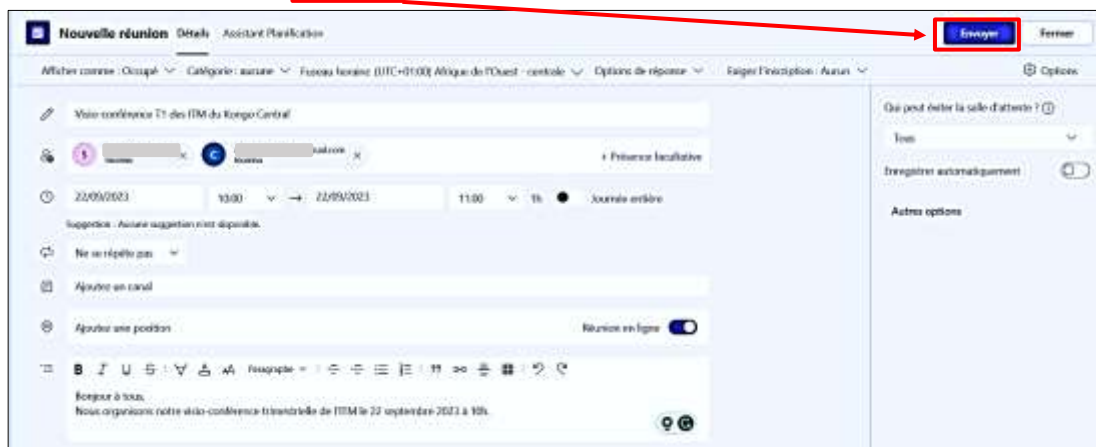 Nouvelle réunion Détails Assistant Planification Envoyer Fermer
Afficher comme : Occupé Catégorie : aucune Fuseau horaire (UTC+01:00) Afrique de l'Ouest - centrale Options de réponse Exiger l'inscription : Aucun Options
Visio-conférence T1 des ITM du Kongo Central
S C mail.com + Présence facultative
22/09/2023 10:00 → 22/09/2023 11:00 1h Journée entière
Suggestion : Aucune suggestion n'est disponible.
Ne se répète pas
Ajoutez un canal
Ajoutez une position Réunion en ligne
B I U S Paragraphe
Bonjour à tous,
Nous organisons notre visio-conférence trimestrielle de l'ITM le 22 septembre 2023 à 10h.
Qui peut éviter la salle d'attente ?
Tous
Enregistrer automatiquement
Autres options